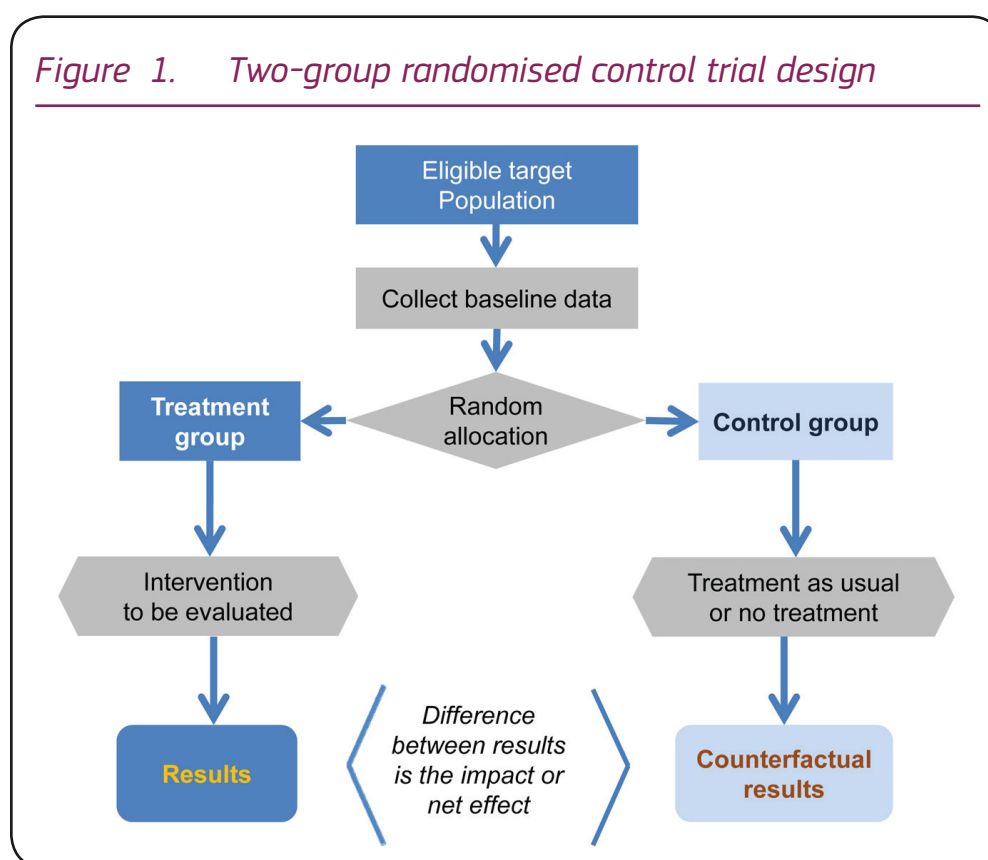 Figure 1. Two-group randomised control trial design
Eligible target
Population
Collect baseline data
Random
allocation
Treatment
group
Control group
Intervention
to be evaluated
Treatment as usual
or no treatment
Results
Difference
between results
is the impact or
net effect
Counterfactual
results